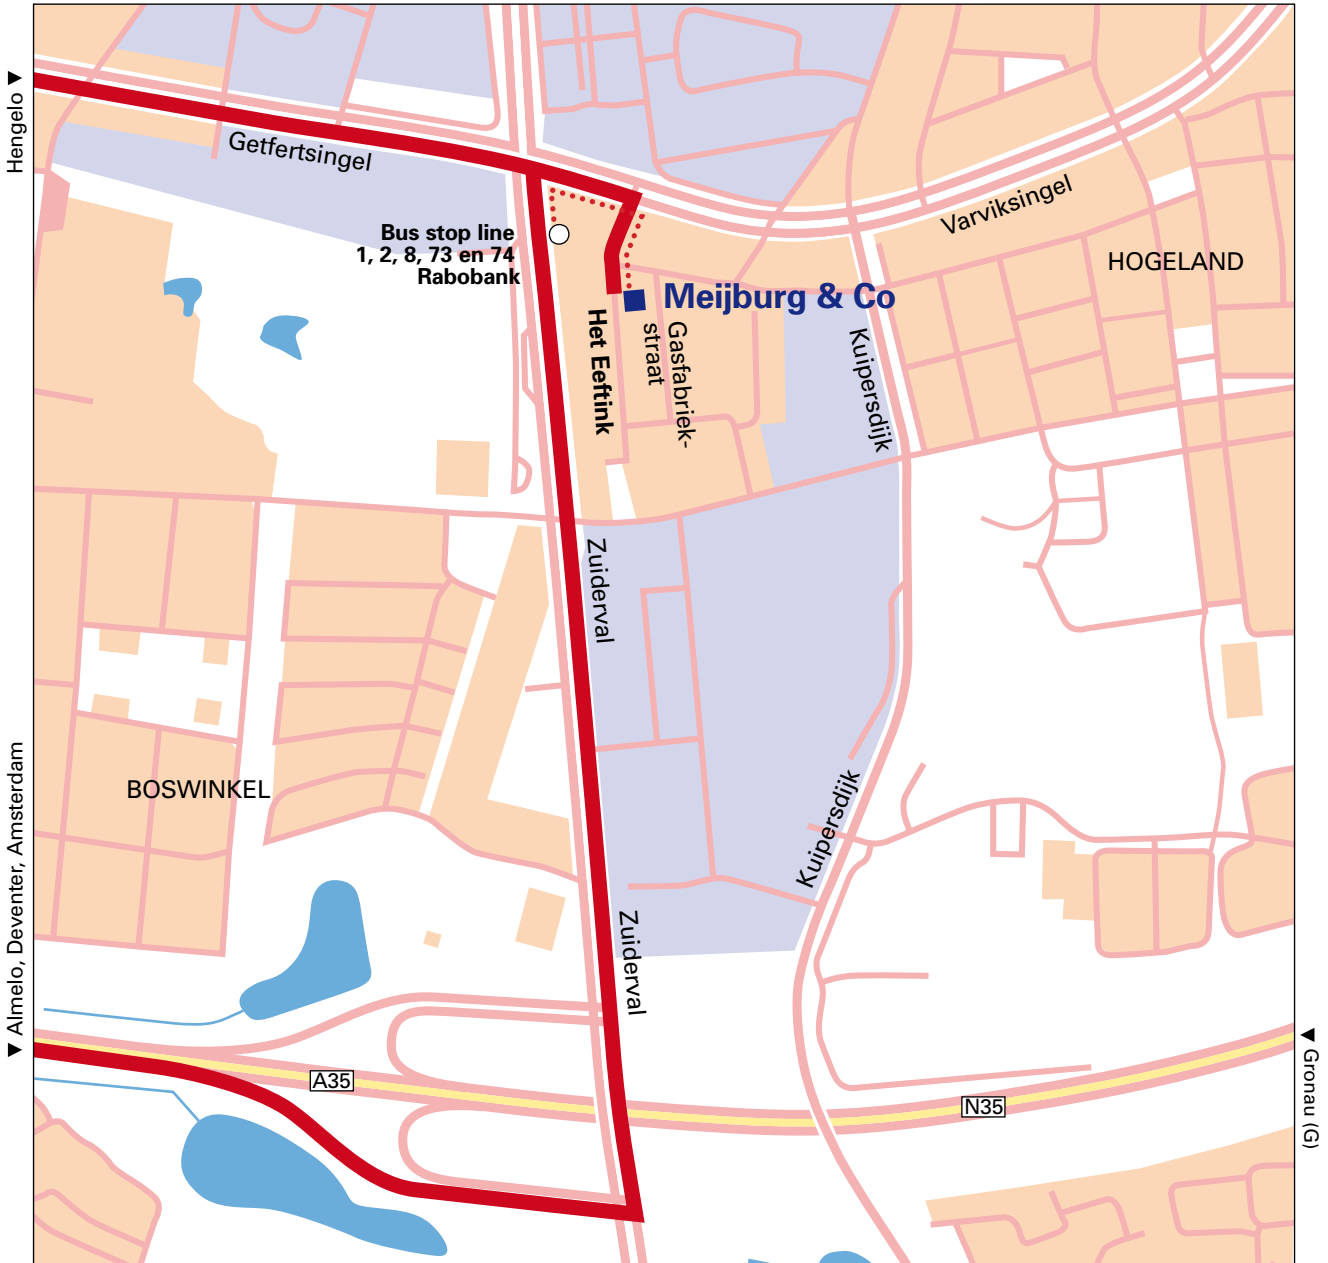 Hengelo ▼
Getfertsingel
Varviksingel
HOGELAND
Bus stop line
1, 2, 8, 73 en 74
Rabobank
Meijburg & Co
Het Eeftink
Gasfabriek-
straat
Kuipersdijk
Zuiderval
BOSWINKEL
▼ Almelo, Deventer, Amsterdam
Kuipersdijk
Zuiderval
A35
N35
▲ Gronau (G)